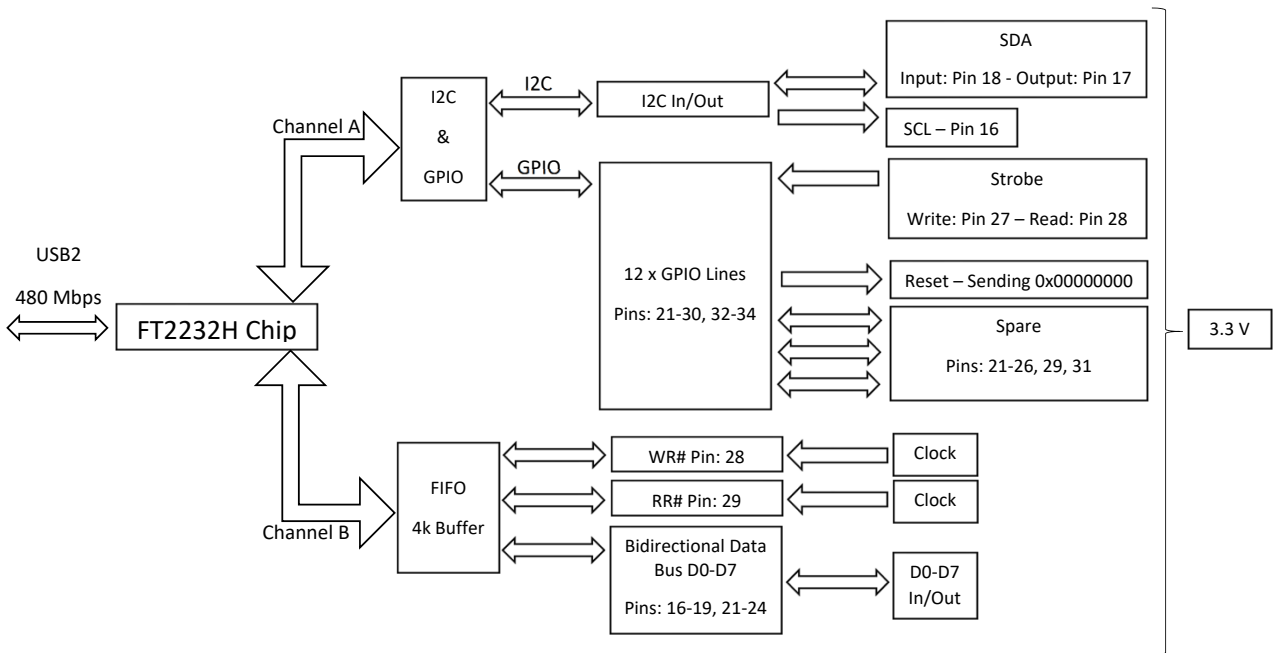 USB2
480 Mbps
FT2232H Chip
Channel A
I2C
&
GPIO
I2C
GPIO
I2C In/Out
SDA
Input: Pin 18 - Output: Pin 17
SCL – Pin 16
12 x GPIO Lines
Pins: 21-30, 32-34
Strobe
Write: Pin 27 – Read: Pin 28
Reset – Sending 0x00000000
Spare
Pins: 21-26, 29, 31
3.3 V
Channel B
FIFO
4k Buffer
WR# Pin: 28
Clock
RR# Pin: 29
Clock
Bidirectional Data
Bus D0-D7
Pins: 16-19, 21-24
D0-D7
In/Out